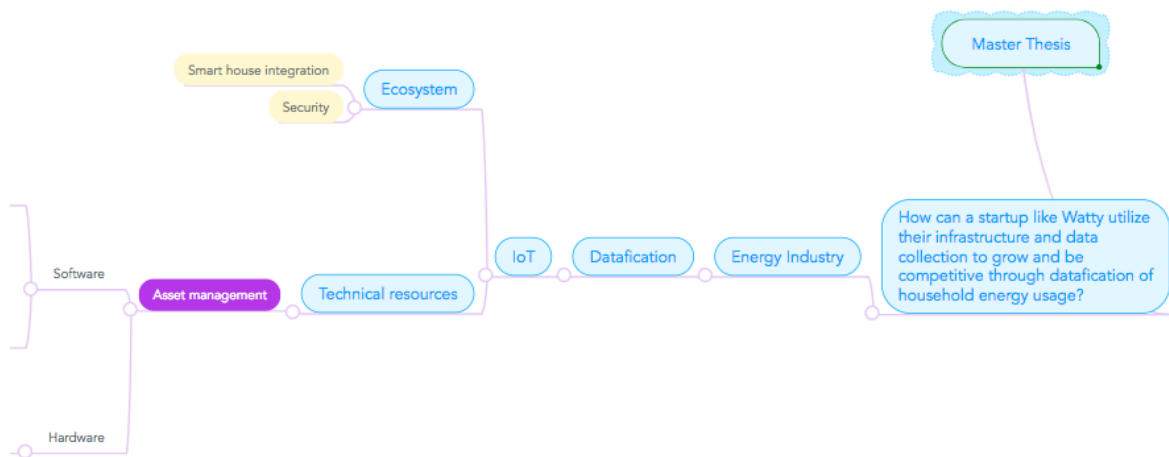 Master Thesis
Smart house integration
Ecosystem
Security
How can a startup like Watty utilize
their infrastructure and data
collection to grow and be
competitive through datafication of
household energy usage?
IoT
Datafication
Energy Industry
Software
Asset management
Technical resources
Hardware